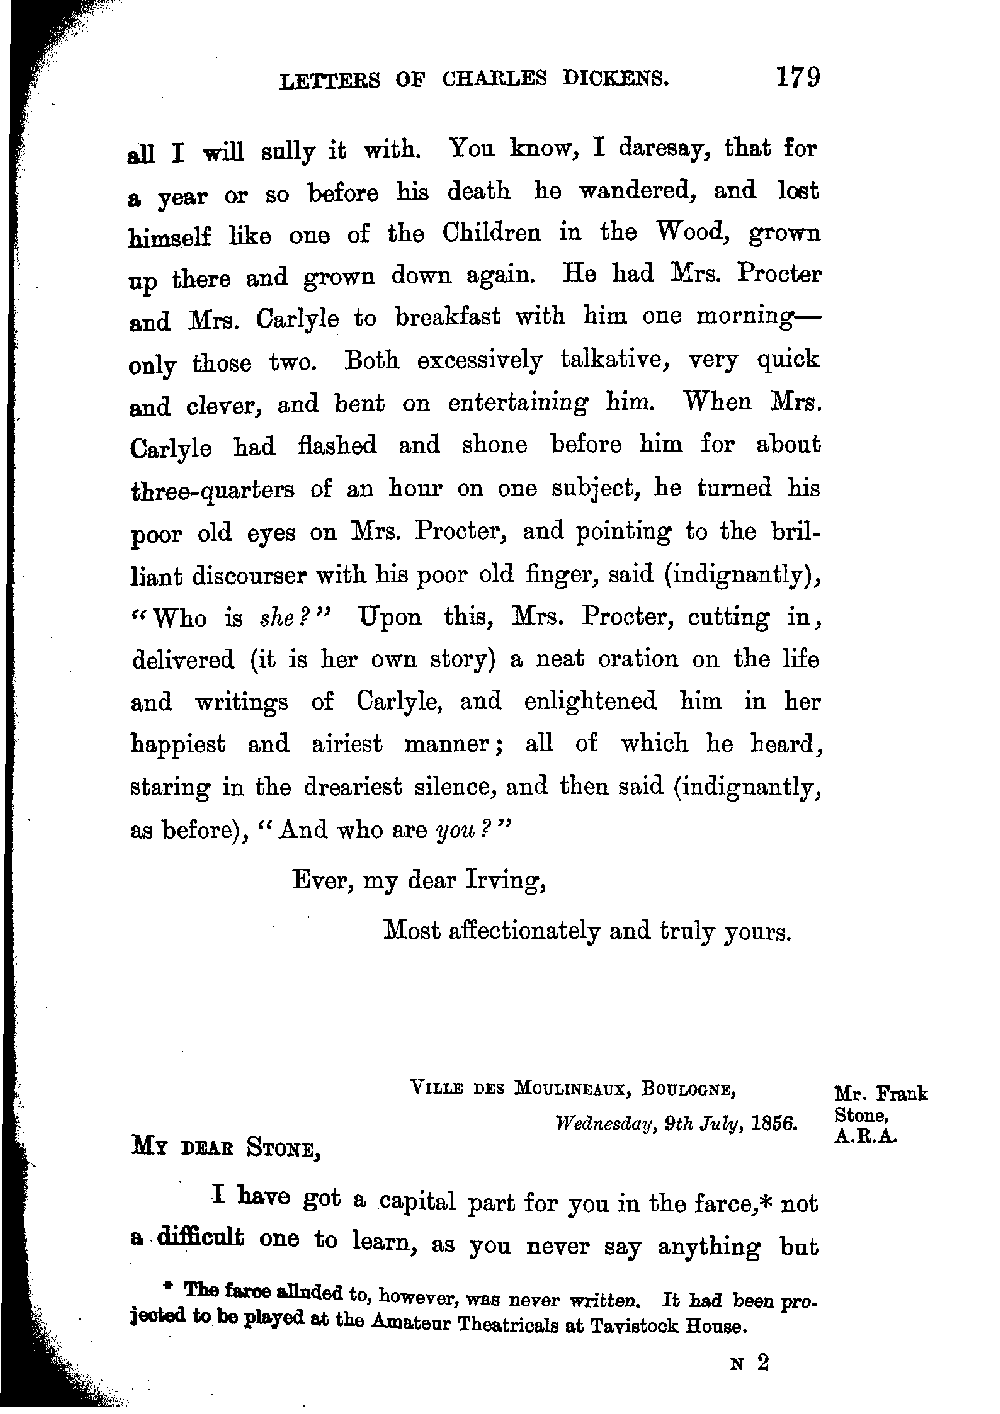 LETTERS OF CHARLES DICKENS. 179
all I will sully it with. You know, I daresay, that for
a year or so before his death he wandered, and lost
himself like one of the Children in the Wood, grown
up there and grown down again. He had Mrs. Procter
and Mrs. Carlyle to breakfast with him one morning—
only those two. Both excessively talkative, very quick
and clever, and bent on entertaining him. When Mrs.
Carlyle had flashed and shone before him for about
three-quarters of an hour on one subject, he turned his
poor old eyes on Mrs. Procter, and pointing to the bril-
liant discourser with his poor old finger, said (indignantly),
“Who is she?” Upon this, Mrs. Procter, cutting in,
delivered (it is her own story) a neat oration on the life
and writings of Carlyle, and enlightened him in her
happiest and airiest manner; all of which he heard,
staring in the dreariest silence, and then said (indignantly,
as before), “And who are you?”
Ever, my dear Irving,
Most affectionately and truly yours.
VILLE DES MOULINEAUX, BOULOGNE,
Wednesday, 9th July, 1856.
Mr. Frank
Stone,
A.R.A.
MY DEAR STONE,
I have got a capital part for you in the farce,* not
a difficult one to learn, as you never say anything but
* The farce alluded to, however, was never written. It had been pro-
jected to be played at the Amateur Theatricals at Tavistock House.
N 2